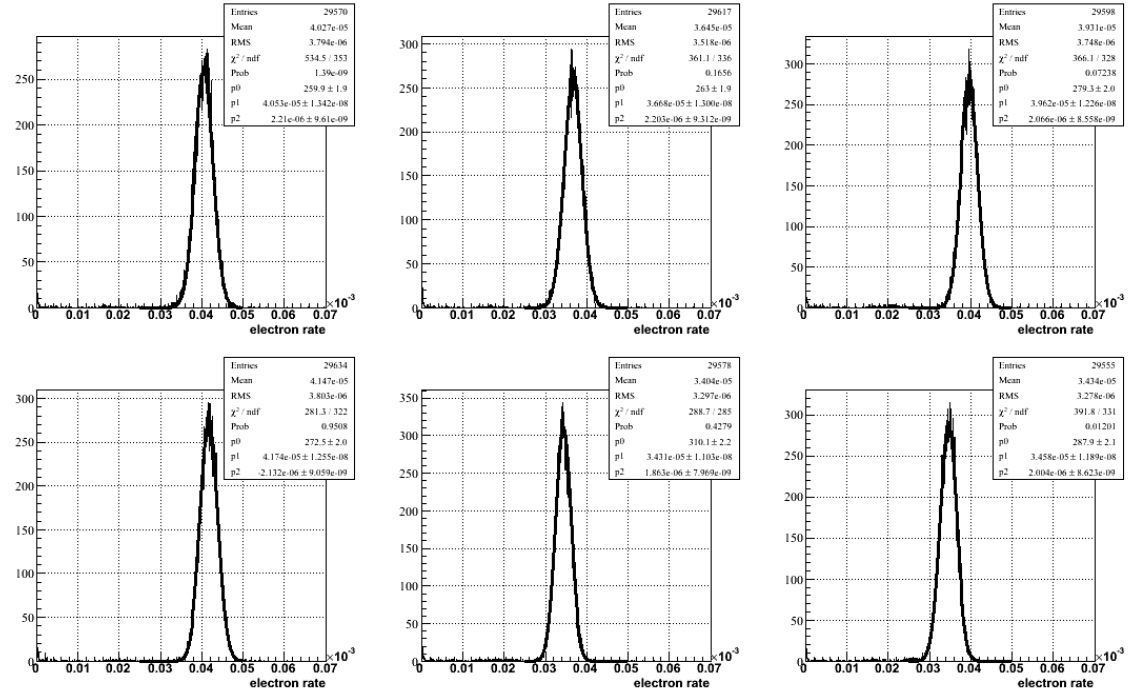 Entries 29570
Mean 4.027e-05
RMS 3.794e-06
χ² / ndf 534.5 / 353
Prob 1.39e-09
p0 259.9 ± 1.9
p1 4.053e-05 ± 1.342e-08
p2 2.21e-06 ± 9.61e-09
250
200
150
100
50
0
0 0.01 0.02 0.03 0.04 0.05 0.06 0.07
×10⁻³
electron rate
Entries 29617
Mean 3.645e-05
RMS 3.518e-06
χ² / ndf 361.1 / 336
Prob 0.1656
p0 263 ± 1.9
p1 3.668e-05 ± 1.300e-08
p2 2.203e-06 ± 9.312e-09
300
250
200
150
100
50
0
0 0.01 0.02 0.03 0.04 0.05 0.06 0.07
×10⁻³
electron rate
Entries 29598
Mean 3.931e-05
RMS 3.748e-06
χ² / ndf 366.1 / 328
Prob 0.07238
p0 279.3 ± 2.0
p1 3.962e-05 ± 1.226e-08
p2 2.066e-06 ± 8.558e-09
300
250
200
150
100
50
0
0 0.01 0.02 0.03 0.04 0.05 0.06 0.07
×10⁻³
electron rate
Entries 29634
Mean 4.147e-05
RMS 3.803e-06
χ² / ndf 281.3 / 322
Prob 0.9508
p0 272.5 ± 2.0
p1 4.174e-05 ± 1.255e-08
p2 -2.132e-06 ± 9.059e-09
300
250
200
150
100
50
0
0 0.01 0.02 0.03 0.04 0.05 0.06 0.07
×10⁻³
electron rate
Entries 29578
Mean 3.404e-05
RMS 3.297e-06
χ² / ndf 288.7 / 285
Prob 0.4279
p0 310.1 ± 2.2
p1 3.431e-05 ± 1.103e-08
p2 1.863e-06 ± 7.969e-09
350
300
250
200
150
100
50
0
0 0.01 0.02 0.03 0.04 0.05 0.06 0.07
×10⁻³
electron rate
Entries 29555
Mean 3.434e-05
RMS 3.278e-06
χ² / ndf 391.8 / 331
Prob 0.01201
p0 287.9 ± 2.1
p1 3.458e-05 ± 1.189e-08
p2 2.004e-06 ± 8.623e-09
300
250
200
150
100
50
0
0 0.01 0.02 0.03 0.04 0.05 0.06 0.07
×10⁻³
electron rate